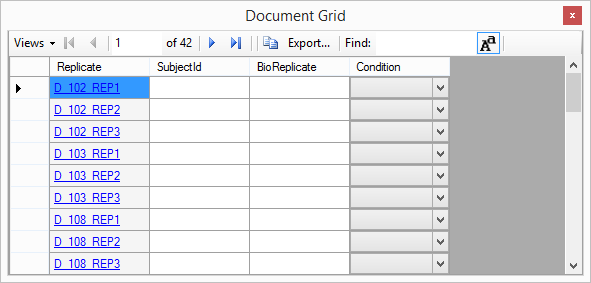 Document Grid
x
Views 1 of 42 Export... Find: Aa
Replicate SubjectId BioReplicate Condition
D_102_REP1
D_102_REP2
D_102_REP3
D_103_REP1
D_103_REP2
D_103_REP3
D_108_REP1
D_108_REP2
D_108_REP3